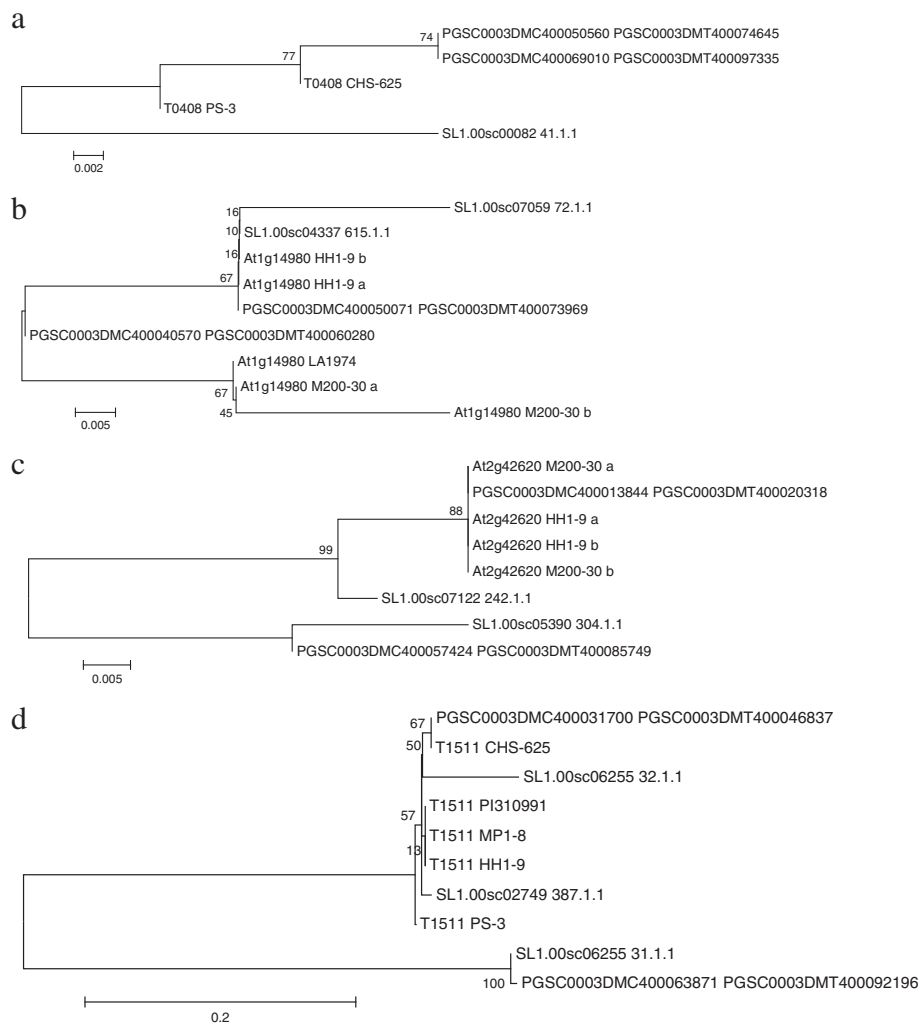 a
PGSC0003DMC400050560 PGSC0003DMT400074645
74
77
PGSC0003DMC400069010 PGSC0003DMT400097335
T0408 CHS-625
T0408 PS-3
SL1.00sc00082 41.1.1
0.002
b
SL1.00sc07059 72.1.1
16
10
SL1.00sc04337 615.1.1
16
At1g14980 HH1-9 b
67
At1g14980 HH1-9 a
PGSC0003DMC400050071 PGSC0003DMT400073969
PGSC0003DMC400040570 PGSC0003DMT400060280
At1g14980 LA1974
67
At1g14980 M200-30 a
45
At1g14980 M200-30 b
0.005
c
At2g42620 M200-30 a
PGSC0003DMC400013844 PGSC0003DMT400020318
88
At2g42620 HH1-9 a
99
At2g42620 HH1-9 b
At2g42620 M200-30 b
SL1.00sc07122 242.1.1
SL1.00sc05390 304.1.1
PGSC0003DMC400057424 PGSC0003DMT400085749
0.005
d
67
PGSC0003DMC400031700 PGSC0003DMT400046837
50
T1511 CHS-625
SL1.00sc06255 32.1.1
57
T1511 PI310991
T1511 MP1-8
13
T1511 HH1-9
SL1.00sc02749 387.1.1
T1511 PS-3
SL1.00sc06255 31.1.1
100
PGSC0003DMC400063871 PGSC0003DMT400092196
0.2